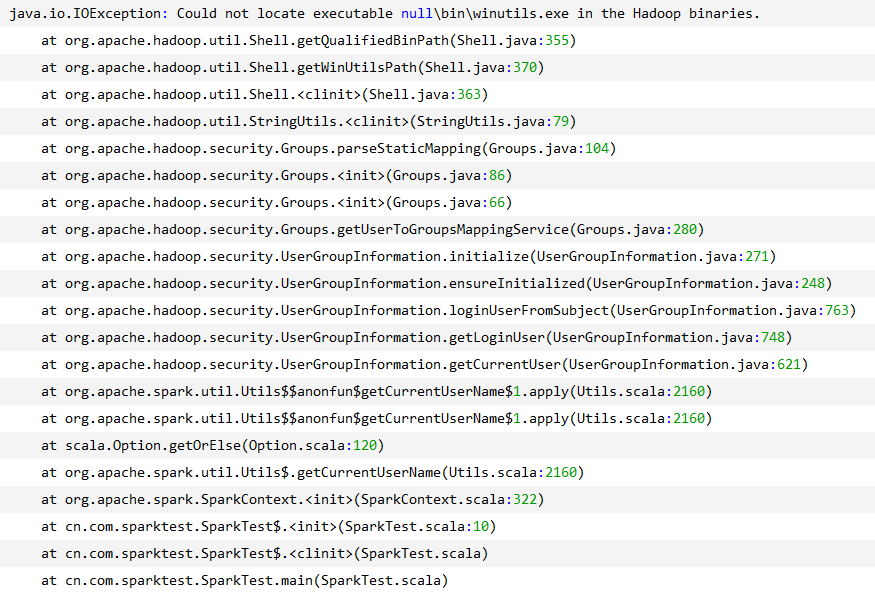 java.io.IOException: Could not locate executable null\bin\winutils.exe in the Hadoop binaries.
at org.apache.hadoop.util.Shell.getQualifiedBinPath(Shell.java:355)
at org.apache.hadoop.util.Shell.getWinUtilsPath(Shell.java:370)
at org.apache.hadoop.util.Shell.<clinit>(Shell.java:363)
at org.apache.hadoop.util.StringUtils.<clinit>(StringUtils.java:79)
at org.apache.hadoop.security.Groups.parseStaticMapping(Groups.java:104)
at org.apache.hadoop.security.Groups.<init>(Groups.java:86)
at org.apache.hadoop.security.Groups.<init>(Groups.java:66)
at org.apache.hadoop.security.Groups.getUserToGroupsMappingService(Groups.java:280)
at org.apache.hadoop.security.UserGroupInformation.initialize(UserGroupInformation.java:271)
at org.apache.hadoop.security.UserGroupInformation.ensureInitialized(UserGroupInformation.java:248)
at org.apache.hadoop.security.UserGroupInformation.loginUserFromSubject(UserGroupInformation.java:763)
at org.apache.hadoop.security.UserGroupInformation.getLoginUser(UserGroupInformation.java:748)
at org.apache.hadoop.security.UserGroupInformation.getCurrentUser(UserGroupInformation.java:621)
at org.apache.spark.util.Utils$$anonfun$getCurrentUserName$1.apply(Utils.scala:2160)
at org.apache.spark.util.Utils$$anonfun$getCurrentUserName$1.apply(Utils.scala:2160)
at scala.Option.getOrElse(Option.scala:120)
at org.apache.spark.util.Utils$.getCurrentUserName(Utils.scala:2160)
at org.apache.spark.SparkContext.<init>(SparkContext.scala:322)
at cn.com.sparktest.SparkTest$.<init>(SparkTest.scala:10)
at cn.com.sparktest.SparkTest$.<clinit>(SparkTest.scala)
at cn.com.sparktest.SparkTest.main(SparkTest.scala)